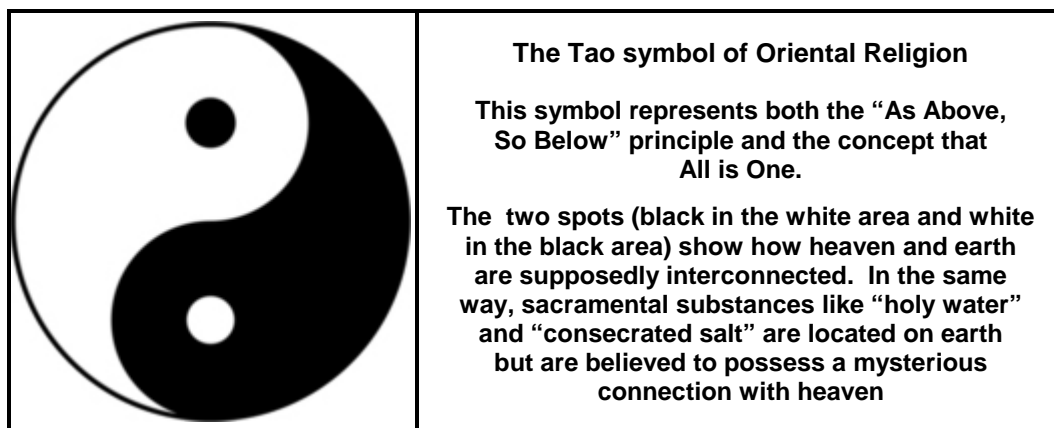 The Tao symbol of Oriental Religion
This symbol represents both the “As Above,
So Below” principle and the concept that
All is One.
The two spots (black in the white area and white
in the black area) show how heaven and earth
are supposedly interconnected. In the same
way, sacramental substances like “holy water”
and “consecrated salt” are located on earth
but are believed to possess a mysterious
connection with heaven